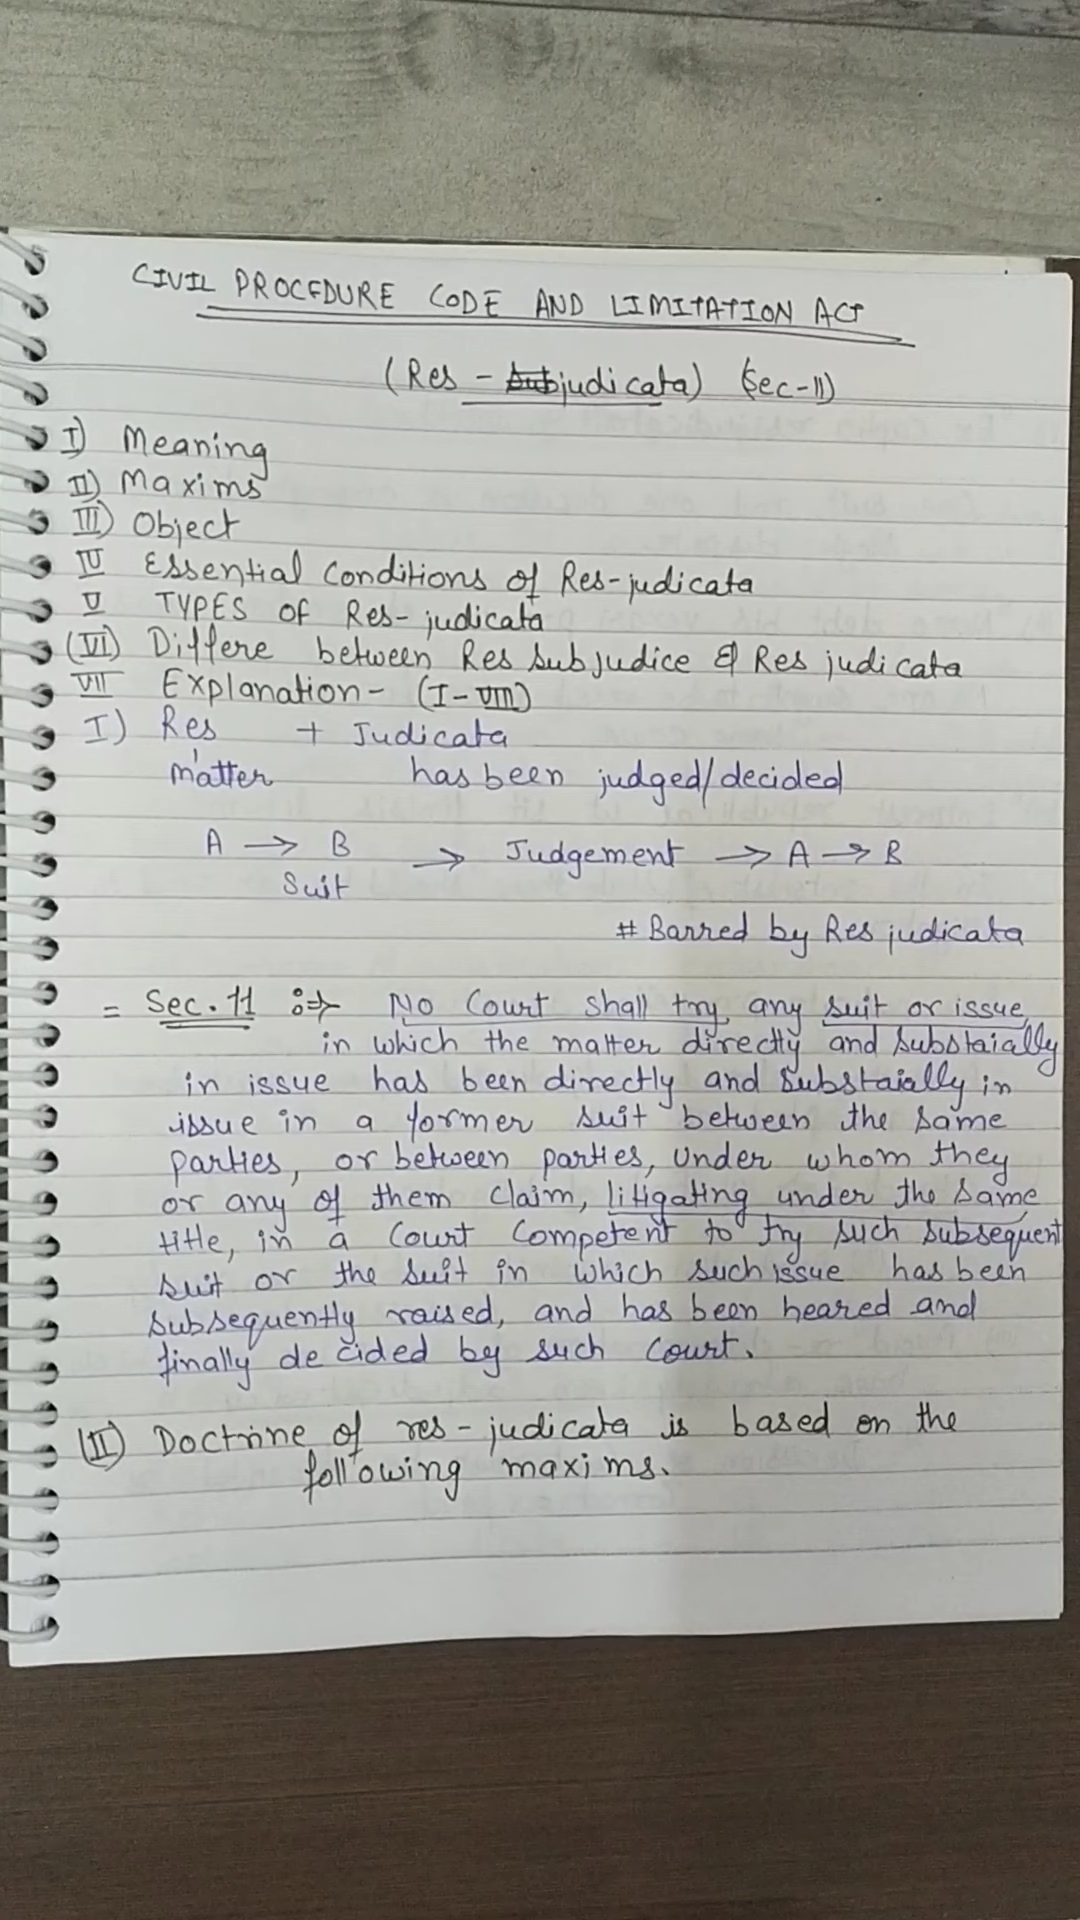 CIVIL PROCEDURE CODE AND LIMITATION ACT
(Res - judicata) (Sec-11)
I) Meaning
II) Maxims
III) Object
IV Essential Conditions of Res-judicata
V TYPES of Res-judicata
(VI) Differe between Res Subjudice & Res judicata
VII Explanation- (I-VIII)
I) Res + Judicata
matter has been judged/decided
A → B → Judgement → A → B
Suit
# Barred by Res judicata
= Sec. 11 :⇒ No Court shall try any suit or issue,
in which the matter directly and substaially
in issue has been directly and substaially in
issue in a former suit between the same
parties, or between parties, under whom they
or any of them claim, litigating under the same
title, in a Court Competent to try such subsequent
suit or the suit in which such issue has been
subsequently raised, and has been heared and
finally decided by such Court.
(II) Doctrine of res-judicata is based on the
following maxims.